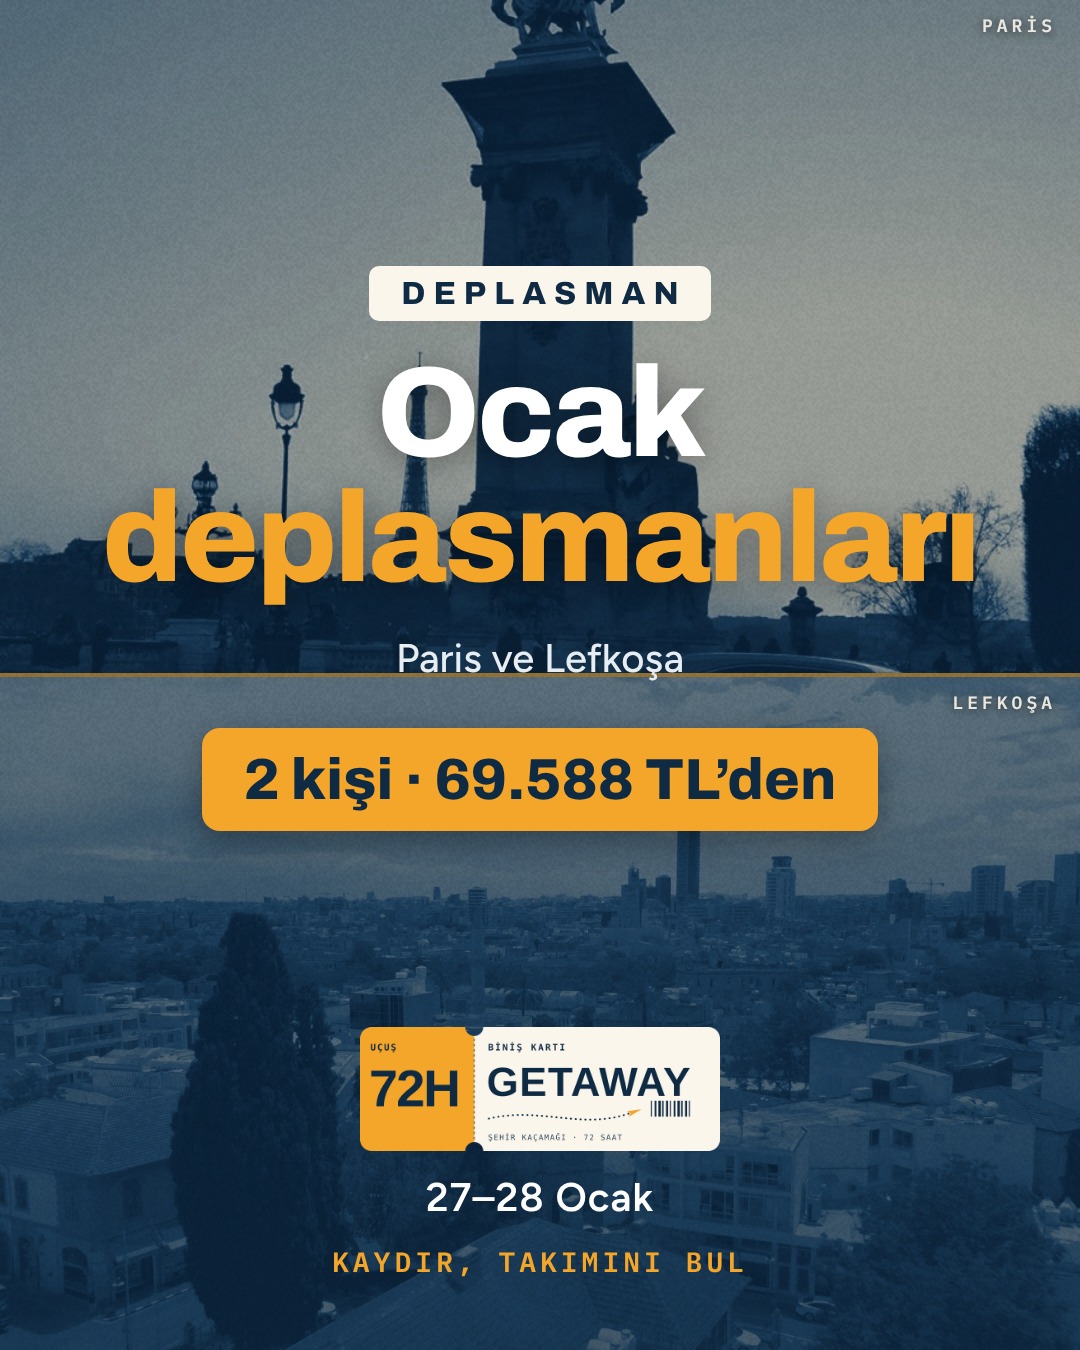 PARİS
DEPLASMAN
Ocak
deplasmanları
Paris ve Lefkoşa
LEFKOŞA
2 kişi · 69.588 TL’den
UÇUŞ
72H
BİNİŞ KARTI
GETAWAY
ŞEHİR KAÇAMAĞI · 72 SAAT
27–28 Ocak
KAYDIR, TAKIMINI BUL